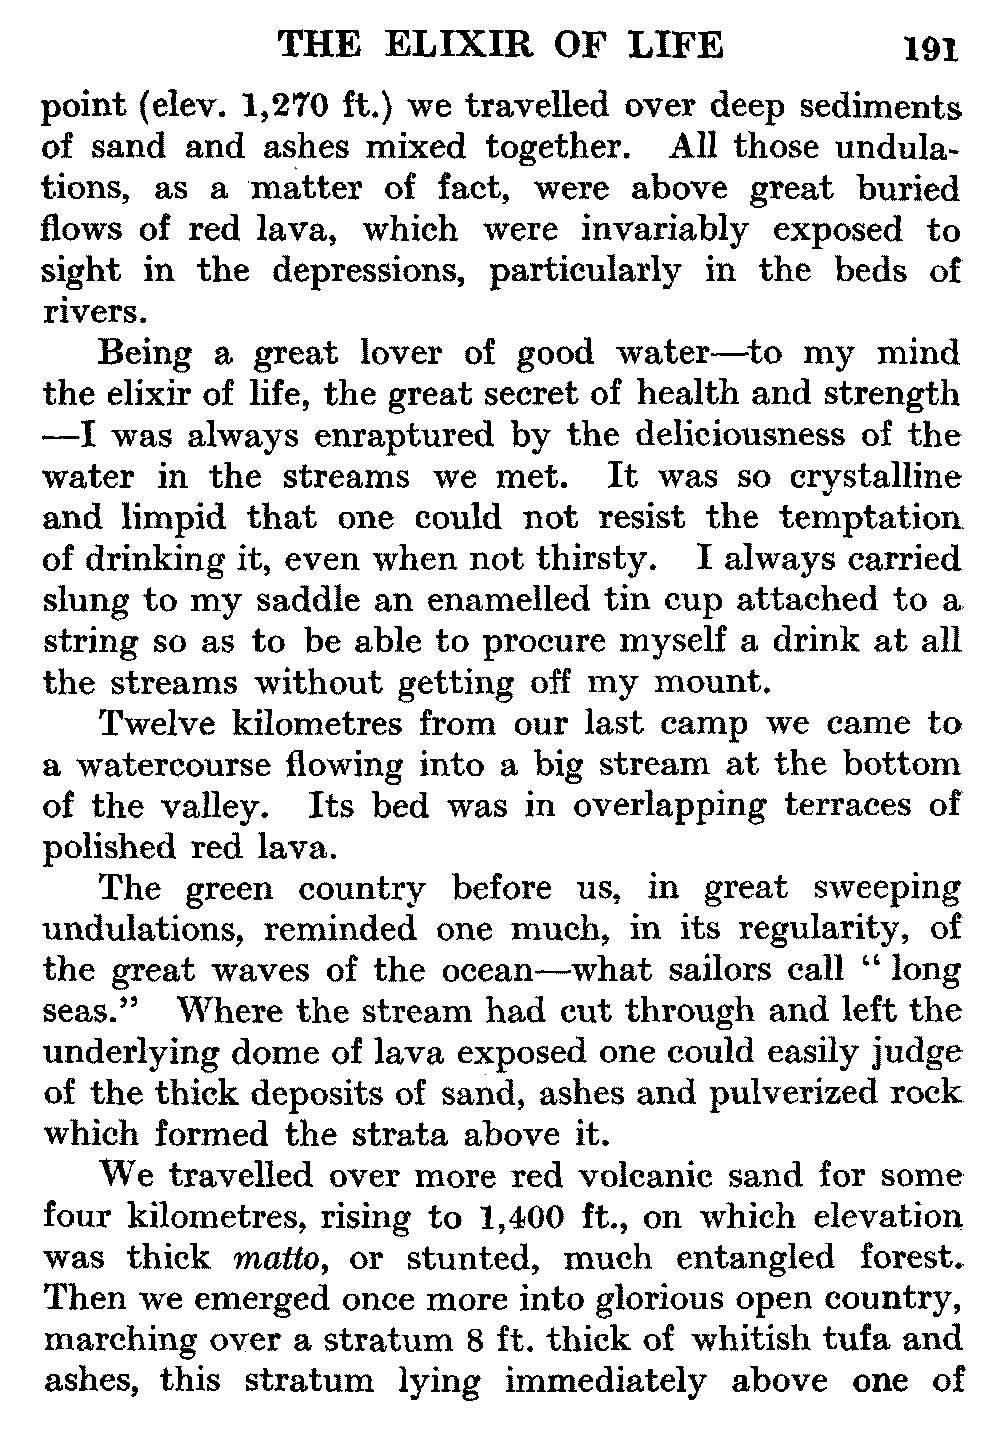 THE ELIXIR OF LIFE 191
point (elev. 1,270 ft.) we travelled over deep sediments
of sand and ashes mixed together. All those undula-
tions, as a matter of fact, were above great buried
flows of red lava, which were invariably exposed to
sight in the depressions, particularly in the beds of
rivers.
Being a great lover of good water—to my mind
the elixir of life, the great secret of health and strength
—I was always enraptured by the deliciousness of the
water in the streams we met. It was so crystalline
and limpid that one could not resist the temptation
of drinking it, even when not thirsty. I always carried
slung to my saddle an enamelled tin cup attached to a
string so as to be able to procure myself a drink at all
the streams without getting off my mount.
Twelve kilometres from our last camp we came to
a watercourse flowing into a big stream at the bottom
of the valley. Its bed was in overlapping terraces of
polished red lava.
The green country before us, in great sweeping
undulations, reminded one much, in its regularity, of
the great waves of the ocean—what sailors call “ long
seas.” Where the stream had cut through and left the
underlying dome of lava exposed one could easily judge
of the thick deposits of sand, ashes and pulverized rock
which formed the strata above it.
We travelled over more red volcanic sand for some
four kilometres, rising to 1,400 ft., on which elevation
was thick matto, or stunted, much entangled forest.
Then we emerged once more into glorious open country,
marching over a stratum 8 ft. thick of whitish tufa and
ashes, this stratum lying immediately above one of